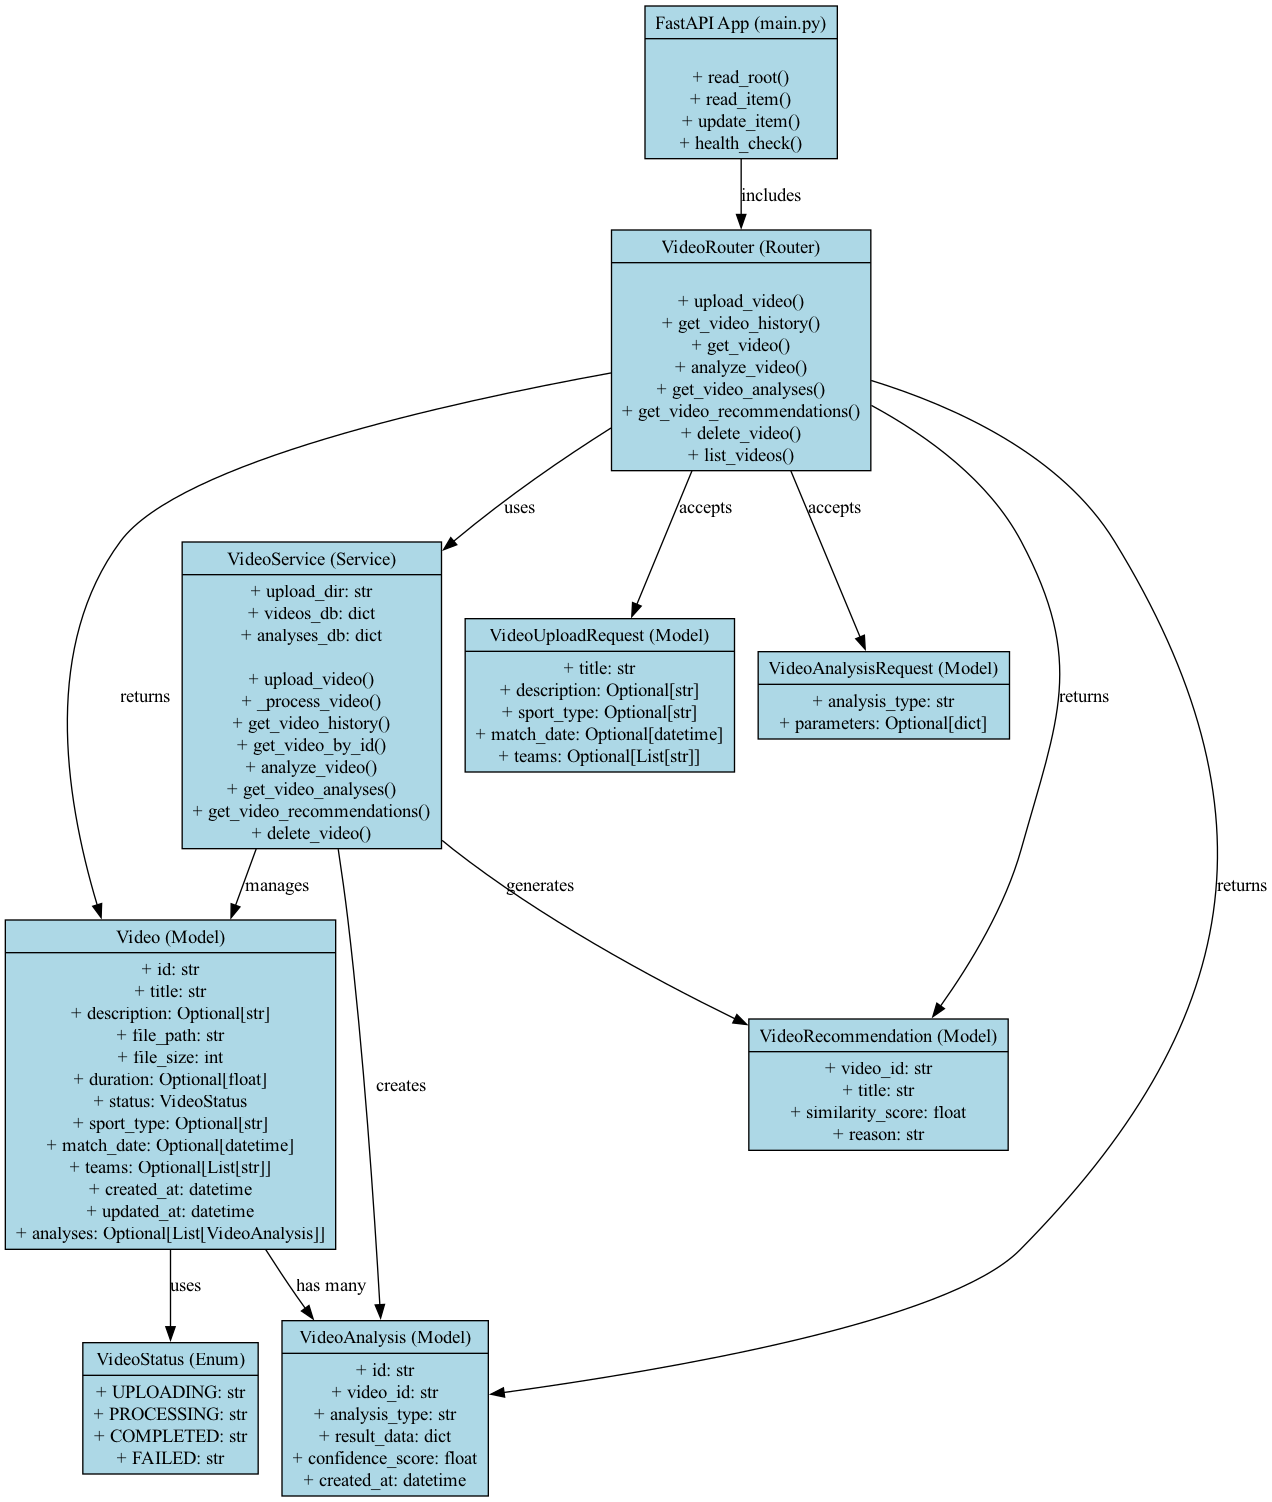 FastAPI App (main.py)
+ read_root()
+ read_item()
+ update_item()
+ health_check()
includes
VideoRouter (Router)
+ upload_video()
+ get_video_history()
+ get_video()
+ analyze_video()
+ get_video_analyses()
+ get_video_recommendations()
+ delete_video()
+ list_videos()
uses
accepts
accepts
returns
returns
returns
VideoService (Service)
+ upload_dir: str
+ videos_db: dict
+ analyses_db: dict
+ upload_video()
+ _process_video()
+ get_video_history()
+ get_video_by_id()
+ analyze_video()
+ get_video_analyses()
+ get_video_recommendations()
+ delete_video()
VideoUploadRequest (Model)
+ title: str
+ description: Optional[str]
+ sport_type: Optional[str]
+ match_date: Optional[datetime]
+ teams: Optional[List[str]]
VideoAnalysisRequest (Model)
+ analysis_type: str
+ parameters: Optional[dict]
manages
generates
creates
Video (Model)
+ id: str
+ title: str
+ description: Optional[str]
+ file_path: str
+ file_size: int
+ duration: Optional[float]
+ status: VideoStatus
+ sport_type: Optional[str]
+ match_date: Optional[datetime]
+ teams: Optional[List[str]]
+ created_at: datetime
+ updated_at: datetime
+ analyses: Optional[List[VideoAnalysis]]
VideoRecommendation (Model)
+ video_id: str
+ title: str
+ similarity_score: float
+ reason: str
uses
has many
VideoStatus (Enum)
+ UPLOADING: str
+ PROCESSING: str
+ COMPLETED: str
+ FAILED: str
VideoAnalysis (Model)
+ id: str
+ video_id: str
+ analysis_type: str
+ result_data: dict
+ confidence_score: float
+ created_at: datetime